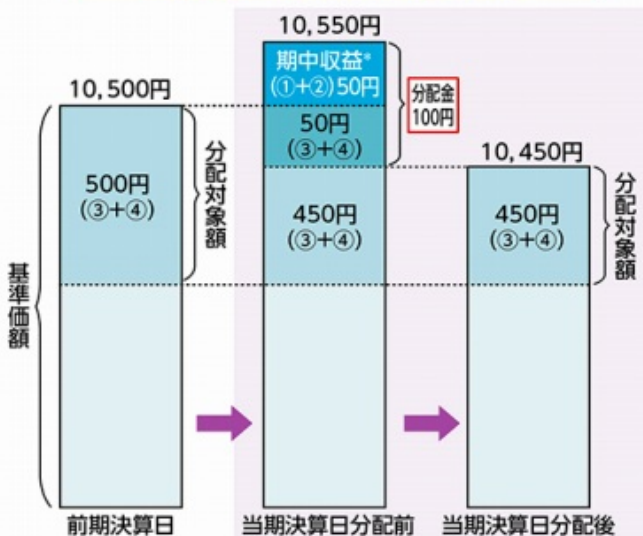 10,550円
期中収益*
(①+②)50円
分配金
100円
10,500円
50円
(③+④)
10,450円
500円
(③+④)
分配対象額
450円
(③+④)
450円
(③+④)
分配対象額
基準価額
前期決算日
当期決算日分配前
当期決算日分配後